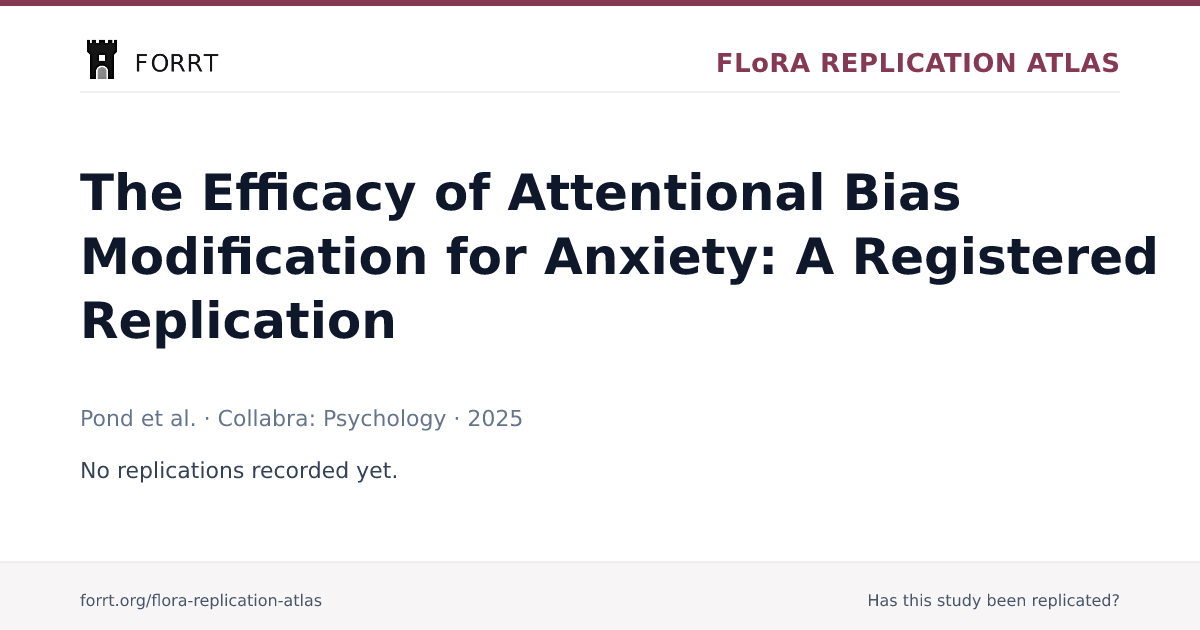 FORRT
FLoRA REPLICATION ATLAS
The Efficacy of Attentional Bias
Modification for Anxiety: A Registered
Replication
Pond et al. · Collabra: Psychology · 2025
No replications recorded yet.
forrt.org/flora-replication-atlas
Has this study been replicated?